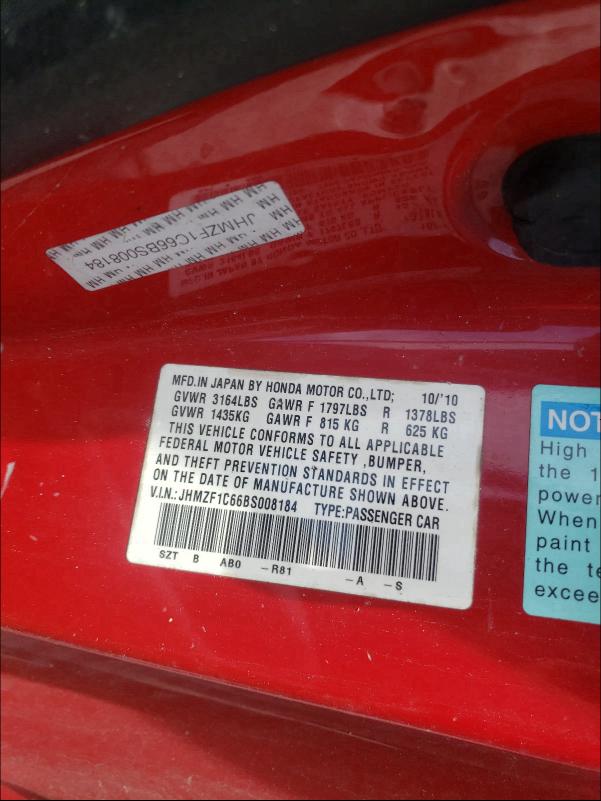 JHMZF1C66BS008184
MFD.IN JAPAN BY HONDA MOTOR CO.,LTD; 10/'10
GVWR 3164LBS GAWR F 1797LBS R 1378LBS
GVWR 1435KG GAWR F 815 KG R 625 KG
THIS VEHICLE CONFORMS TO ALL APPLICABLE
FEDERAL MOTOR VEHICLE SAFETY ,BUMPER,
AND THEFT PREVENTION STANDARDS IN EFFECT
ON THE DATE OF MANUFACTURE SHOWN ABOVE.
V.I.N.:JHMZF1C66BS008184 TYPE:PASSENGER CAR
SZT B AB0 -R81 -A -S
NOT
High
the 1
power
When
paint
the te
excee